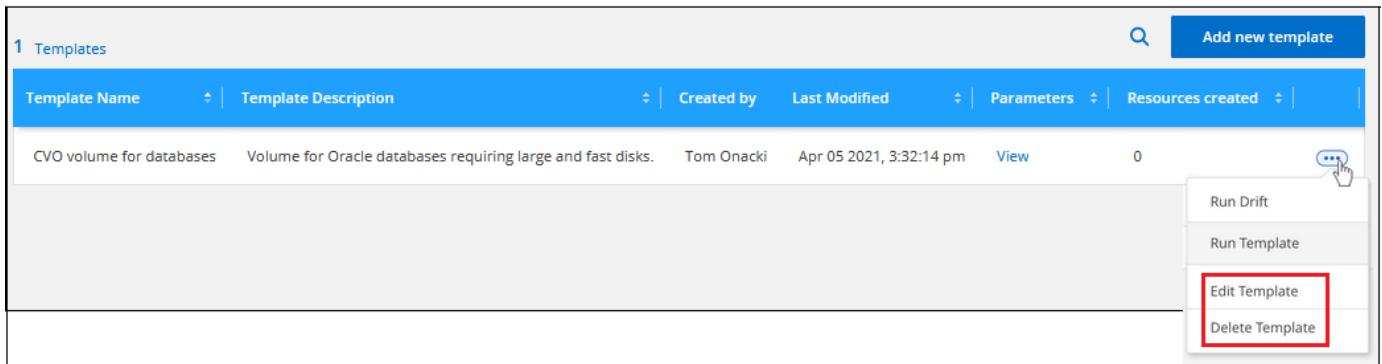 1 Templates
Add new template
Template Name Template Description Created by Last Modified Parameters Resources created
CVO volume for databases Volume for Oracle databases requiring large and fast disks. Tom Onacki Apr 05 2021, 3:32:14 pm View 0
Run Drift
Run Template
Edit Template
Delete Template